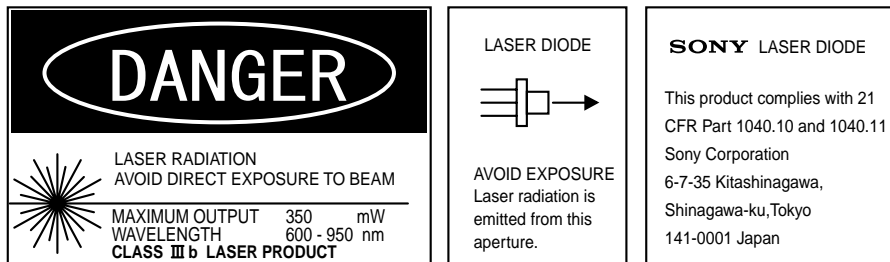 DANGER
LASER RADIATION
AVOID DIRECT EXPOSURE TO BEAM
MAXIMUM OUTPUT 350 mW
WAVELENGTH 600 - 950 nm
CLASS Ⅲ b LASER PRODUCT
LASER DIODE
AVOID EXPOSURE
Laser radiation is
emitted from this
aperture.
SONY LASER DIODE
This product complies with 21
CFR Part 1040.10 and 1040.11
Sony Corporation
6-7-35 Kitashinagawa,
Shinagawa-ku,Tokyo
141-0001 Japan